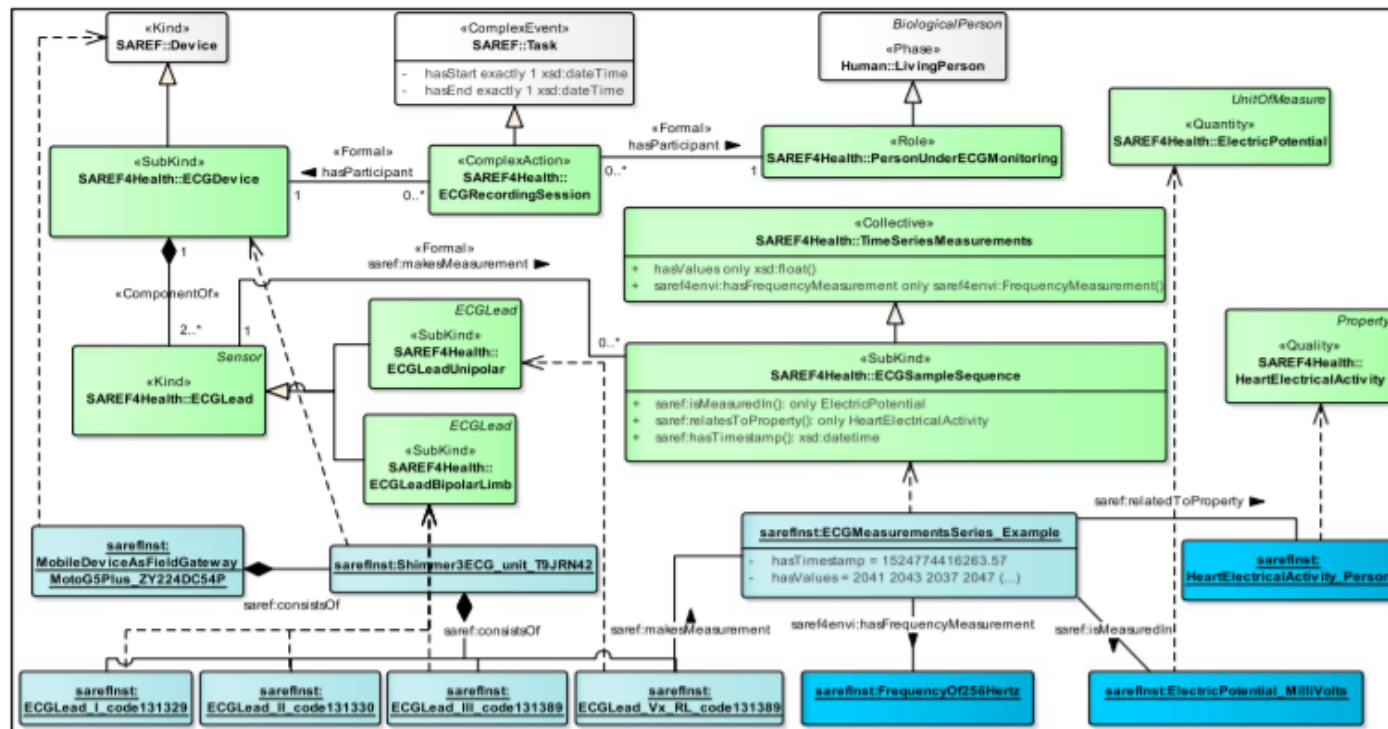 «Kind»
SAREF::Device
«ComplexEvent»
SAREF::Task
- hasStart exactly 1 xsd:dateTime
- hasEnd exactly 1 xsd:dateTime
BiologicalPerson
«Phase»
Human::LivingPerson
UnitOfMeasure
«Quantity»
SAREF4Health::ElectricPotential
«SubKind»
SAREF4Health::ECGDevice
«Formal»
hasParticipant
1
0..*
«ComplexAction»
SAREF4Health::
ECGRecordingSession
«Formal»
hasParticipant
0..*
1
«Role»
SAREF4Health::PersonUnderECGMonitoring
«Collective»
SAREF4Health::TimeSeriesMeasurements
+ hasValues only xsd:float()
+ saref4envi:hasFrequencyMeasurement only saref4envi:FrequencyMeasurement()
1
«Formal»
saref:makesMeasurement
«ComponentOf»
2..*
1
0..*
Sensor
«Kind»
SAREF4Health::ECGLead
ECGLead
«SubKind»
SAREF4Health::
ECGLeadUnipolar
ECGLead
«SubKind»
SAREF4Health::
ECGLeadBipolarLimb
«SubKind»
SAREF4Health::ECGSampleSequence
+ saref:isMeasuredIn(): only ElectricPotential
+ saref:relatesToProperty(): only HeartElectricalActivity
+ saref:hasTimestamp(): xsd:datetime
Property
«Quality»
SAREF4Health::
HeartElectricalActivity
sarefInst:
MobileDeviceAsFieldGateway
MotoG5Plus_ZY224DC54P
sarefInst:Shimmer3ECG_unit_T9JRN42
sarefInst:ECGMeasurementsSeries_Example
- hasTimestamp = 1524774416263.57
- hasValues = 2041 2043 2037 2047 (...)
saref:relatedToProperty
sarefInst:
HeartElectricalActivity_Person
saref:consistsOf
saref:consistsOf
saref:makesMeasurement
saref4envi:hasFrequencyMeasurement
saref:isMeasuredIn
sarefInst:
ECGLead_I_code131329
sarefInst:
ECGLead_II_code131330
sarefInst:
ECGLead_III_code131389
sarefInst:
ECGLead_Vx_RL_code131389
sarefInst:FrequencyOf256Hertz
sarefInst:ElectricPotential_MilliVolts